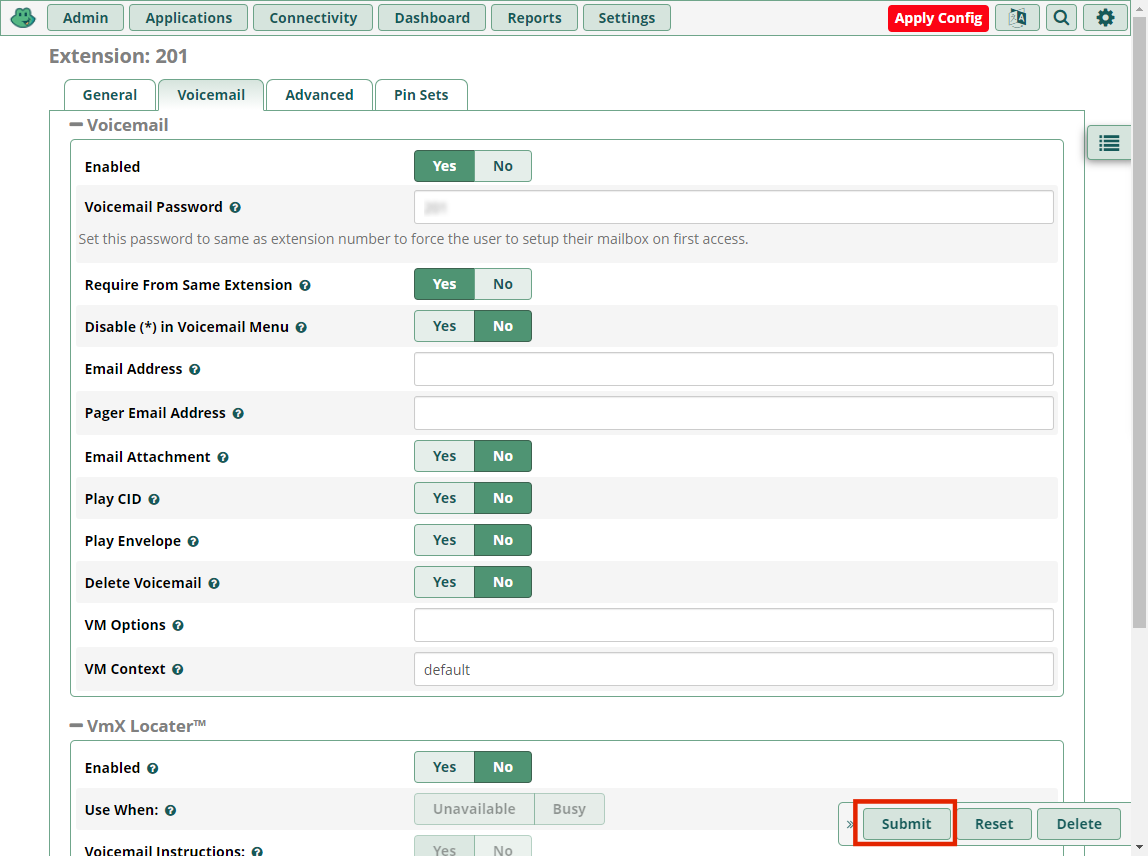 Admin Applications Connectivity Dashboard Reports Settings Apply Config
Extension: 201
General Voicemail Advanced Pin Sets
Voicemail
Enabled Yes No
Voicemail Password
Set this password to same as extension number to force the user to setup their mailbox on first access.
Require From Same Extension Yes No
Disable (*) in Voicemail Menu Yes No
Email Address
Pager Email Address
Email Attachment Yes No
Play CID Yes No
Play Envelope Yes No
Delete Voicemail Yes No
VM Options
VM Context default
VmX Locater™
Enabled Yes No
Use When: Unavailable Busy
» Submit Reset Delete
Voicemail Instructions: Yes No